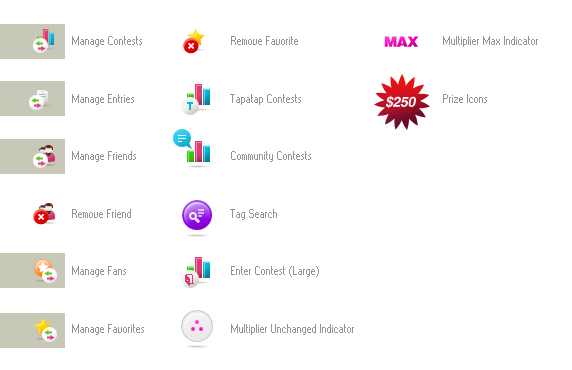 Manage Contests
Remove Favorite
MAX
Multiplier Max Indicator
Manage Entries
T
Tapatap Contests
$250
Prize Icons
Manage Friends
Community Contests
Remove Friend
Tag Search
Manage Fans
Enter Contest (Large)
Manage Favorites
Multiplier Unchanged Indicator